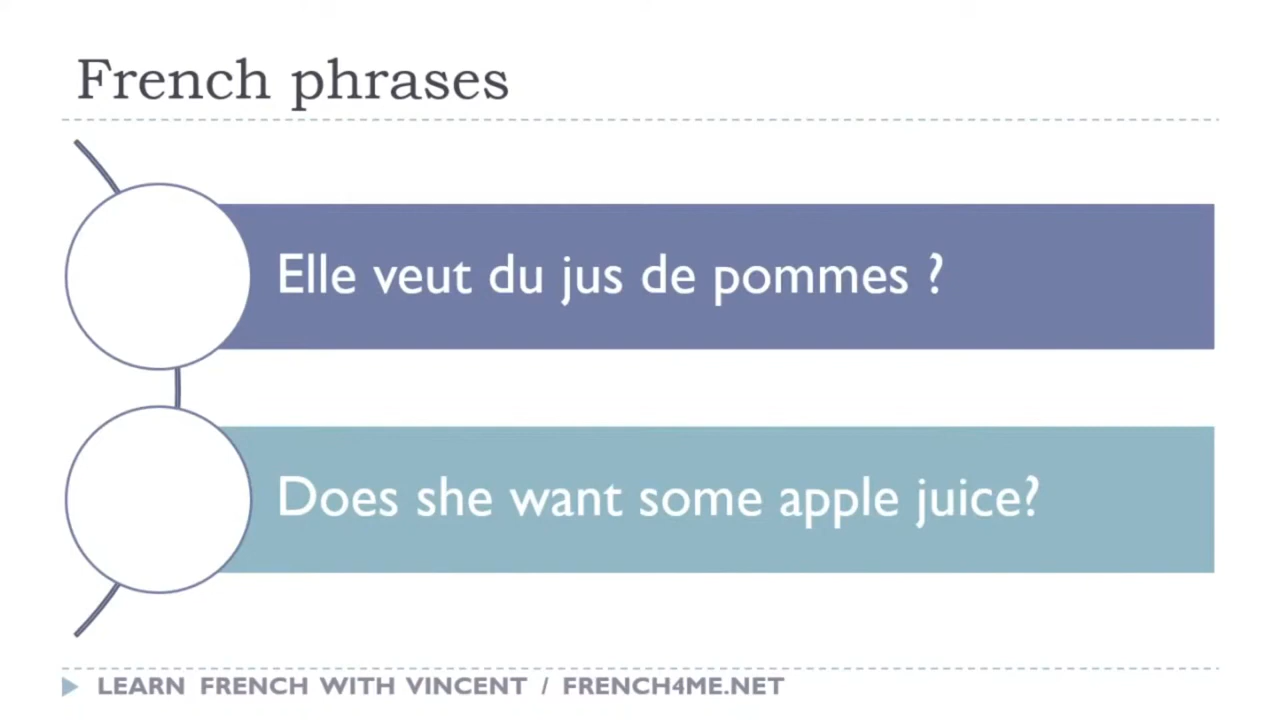 French phrases
Elle veut du jus de pommes ?
Does she want some apple juice?
LEARN FRENCH WITH VINCENT / FRENCH4ME.NET